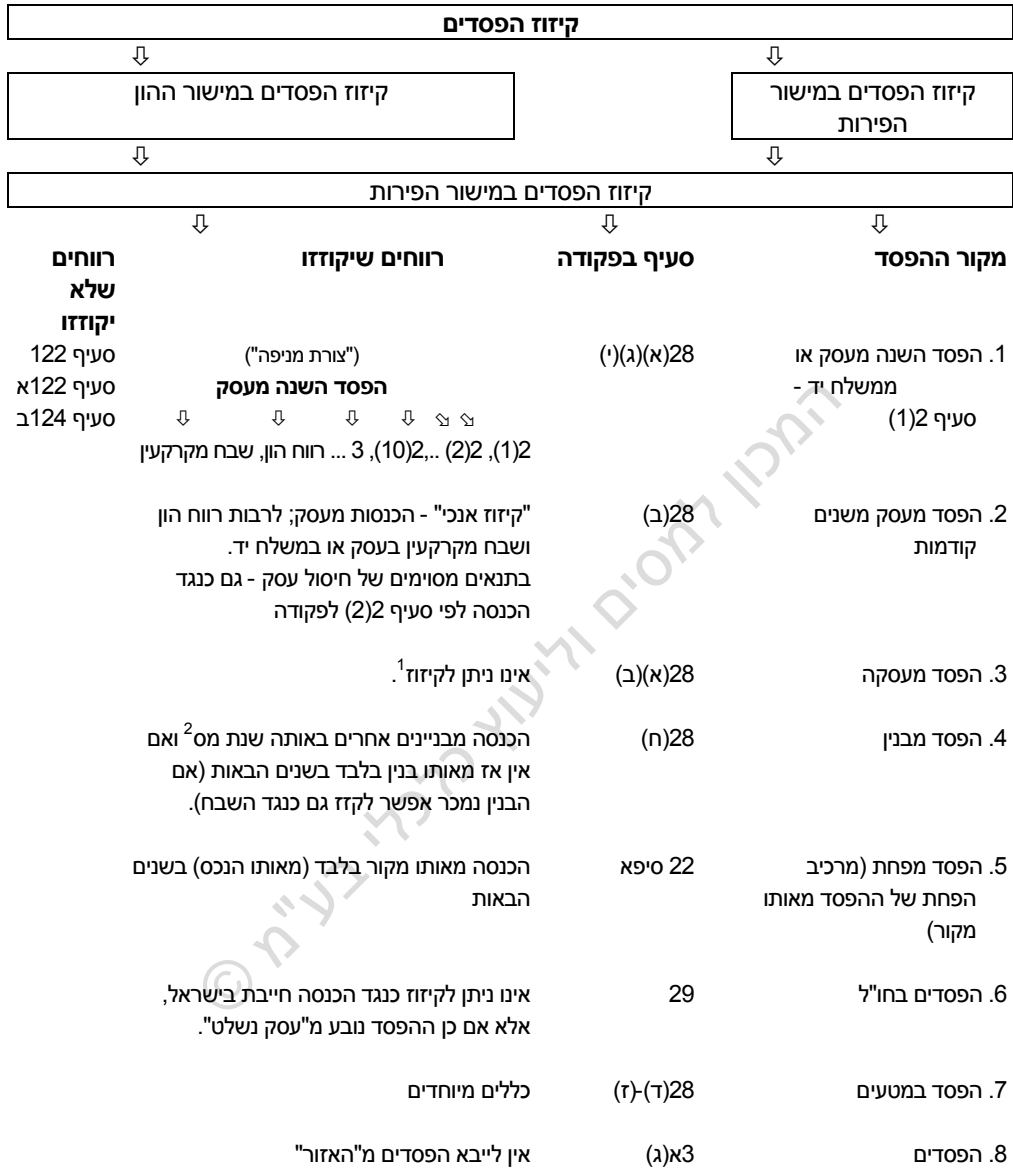 קיזוז הפסדים
⇩ ⇩
קיזוז הפסדים במישור הפירות
קיזוז הפסדים במישור ההון
⇩ ⇩
קיזוז הפסדים במישור הפירות
⇩ ⇩ ⇩
מקור ההפסד סעיף בפקודה רווחים שיקוזזו רווחים
שלא
יקוזזו
1. הפסד השנה מעסק או 28(א)(ג)(י) ("צורת מניפה") סעיף 122
ממשלח יד - הפסד השנה מעסק סעיף 122א
סעיף 2(1) ⇩ ⇩ ⇩ ⇩ ⬂ ⬂ סעיף 124ב
2(1), 2(2) ..,2(10), 3 ... רווח הון, שבח מקרקעין
2. הפסד מעסק משנים 28(ב) "קיזוז אנכי" - הכנסות מעסק; לרבות רווח הון
קודמות ושבח מקרקעין בעסק או במשלח יד.
בתנאים מסוימים של חיסול עסק - גם כנגד
הכנסה לפי סעיף 2(2) לפקודה
3. הפסד מעסקה 28(א)(ב) אינו ניתן לקיזוז1.
4. הפסד מבנין 28(ח) הכנסה מבניינים אחרים באותה שנת מס2 ואם
אין אז מאותו בנין בלבד בשנים הבאות (אם
הבנין נמכר אפשר לקזז גם כנגד השבח).
5. הפסד מפחת (מרכיב 22 סיפא הכנסה מאותו מקור בלבד (מאותו הנכס) בשנים
הפחת של ההפסד מאותו הבאות
מקור)
6. הפסדים בחו"ל 29 אינו ניתן לקיזוז כנגד הכנסה חייבת בישראל,
אלא אם כן ההפסד נובע מ"עסק נשלט".
7. הפסד במטעים 28(ד)-(ז) כללים מיוחדים
8. הפסדים 3א(ג) אין לייבא הפסדים מ"האזור"
המכון למסים וליעוץ כלכלי בע"מ ©